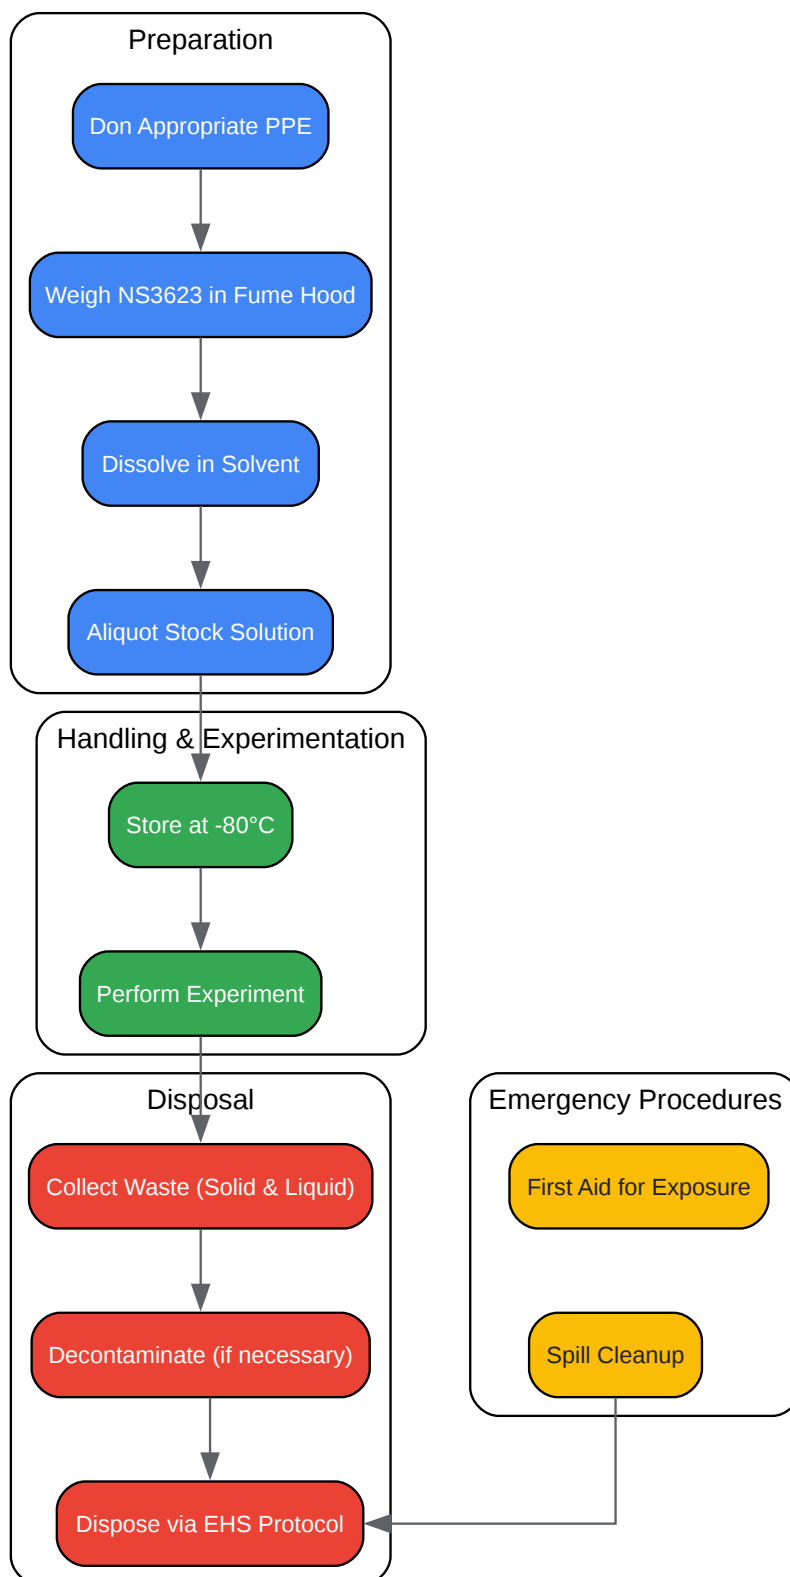 Preparation
Don Appropriate PPE
Weigh NS3623 in Fume Hood
Dissolve in Solvent
Aliquot Stock Solution
Handling & Experimentation
Store at -80°C
Perform Experiment
Disposal
Collect Waste (Solid & Liquid)
Decontaminate (if necessary)
Dispose via EHS Protocol
Emergency Procedures
First Aid for Exposure
Spill Cleanup